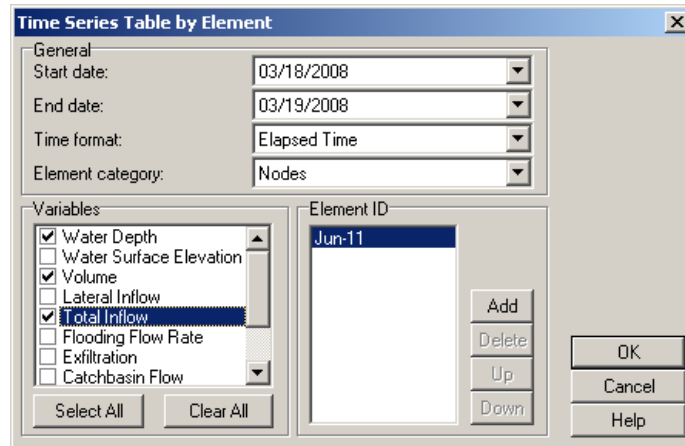 Time Series Table by Element
General
Start date: 03/18/2008
End date: 03/19/2008
Time format: Elapsed Time
Element category: Nodes
Variables
Water Depth
Water Surface Elevation
Volume
Lateral Inflow
Total Inflow
Flooding Flow Rate
Exfiltration
Catchbasin Flow
Select All Clear All
Element ID
Jun-11
Add
Delete
Up
Down
OK
Cancel
Help